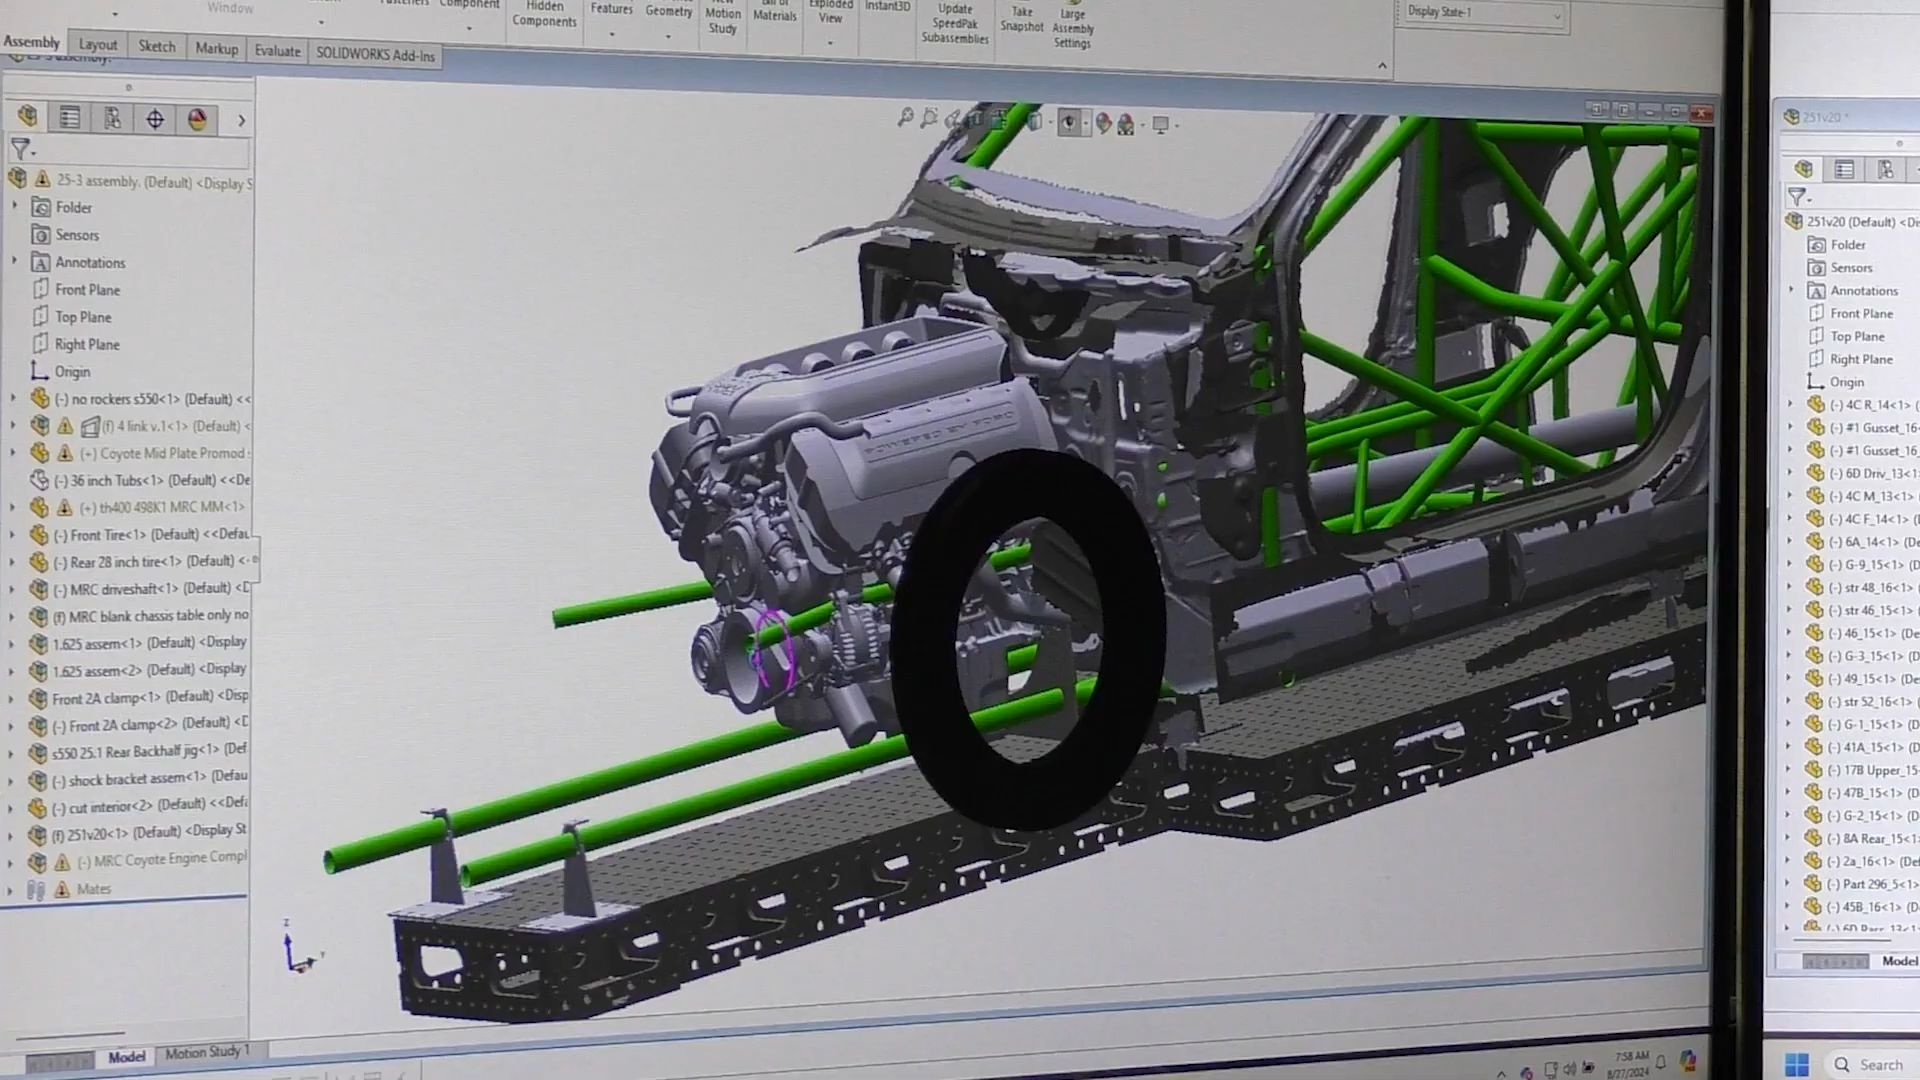 Window
Component
Hidden
Components
Features
Geometry
New
Motion
Study
Bill of
Materials
Exploded
View
Instant3D
Update
SpeedPak
Subassemblies
Take
Snapshot
Large
Assembly
Settings
Display State-1
Assembly
Layout
Sketch
Markup
Evaluate
SOLIDWORKS Add-Ins
25-3 assembly. (Default) <Display S
Folder
Sensors
Annotations
Front Plane
Top Plane
Right Plane
Origin
(-) no rockers s550<1> (Default) <<
(f) 4 link v.1<1> (Default) <
(+) Coyote Mid Plate Promod
(-) 36 inch Tubs<1> (Default) <<De
(+) th400 498K1 MRC MM<1>
(-) Front Tire<1> (Default) <<Defau
(-) Rear 28 inch tire<1> (Default) <
(-) MRC driveshaft<1> (Default) <D
(f) MRC blank chassis table only no
1.625 assem<1> (Default) <Display
1.625 assem<2> (Default) <Display
Front 2A clamp<1> (Default) <Disp
(-) Front 2A clamp<2> (Default) <D
s550 25.1 Rear Backhalf jig<1> (Def
(-) shock bracket assem<1> (Defau
(-) cut interior<2> (Default) <<Defa
(f) 251v20<1> (Default) <Display St
(-) MRC Coyote Engine Compl
Mates
POWERED BY FORD
Z
Y
Model
Motion Study 1
7:58 AM
8/27/2024
251v20 *
251v20 (Default) <Di
Folder
Sensors
Annotations
Front Plane
Top Plane
Right Plane
Origin
(-) 4C R_14<1> (
(-) #1 Gusset_16
(-) #1 Gusset_16
(-) 6D Driv_13<1
(-) 4C M_13<1>
(-) 4C F_14<1> (
(-) 6A_14<1> (D
(-) G-9_15<1> (D
(-) str 48_16<1>
(-) str 46_15<1>
(-) 46_15<1> (D
(-) G-3_15<1> (D
(-) 49_15<1> (De
(-) str 52_16<1>
(-) G-1_15<1> (D
(-) 41A_15<1> (
(-) 17B Upper_15
(-) 47B_15<1> (
(-) G-2_15<1> (D
(-) 8A Rear_15<1
(-) 2a_16<1> (De
(-) Part 296_5<1>
(-) 45B_16<1> (D
Model
Search